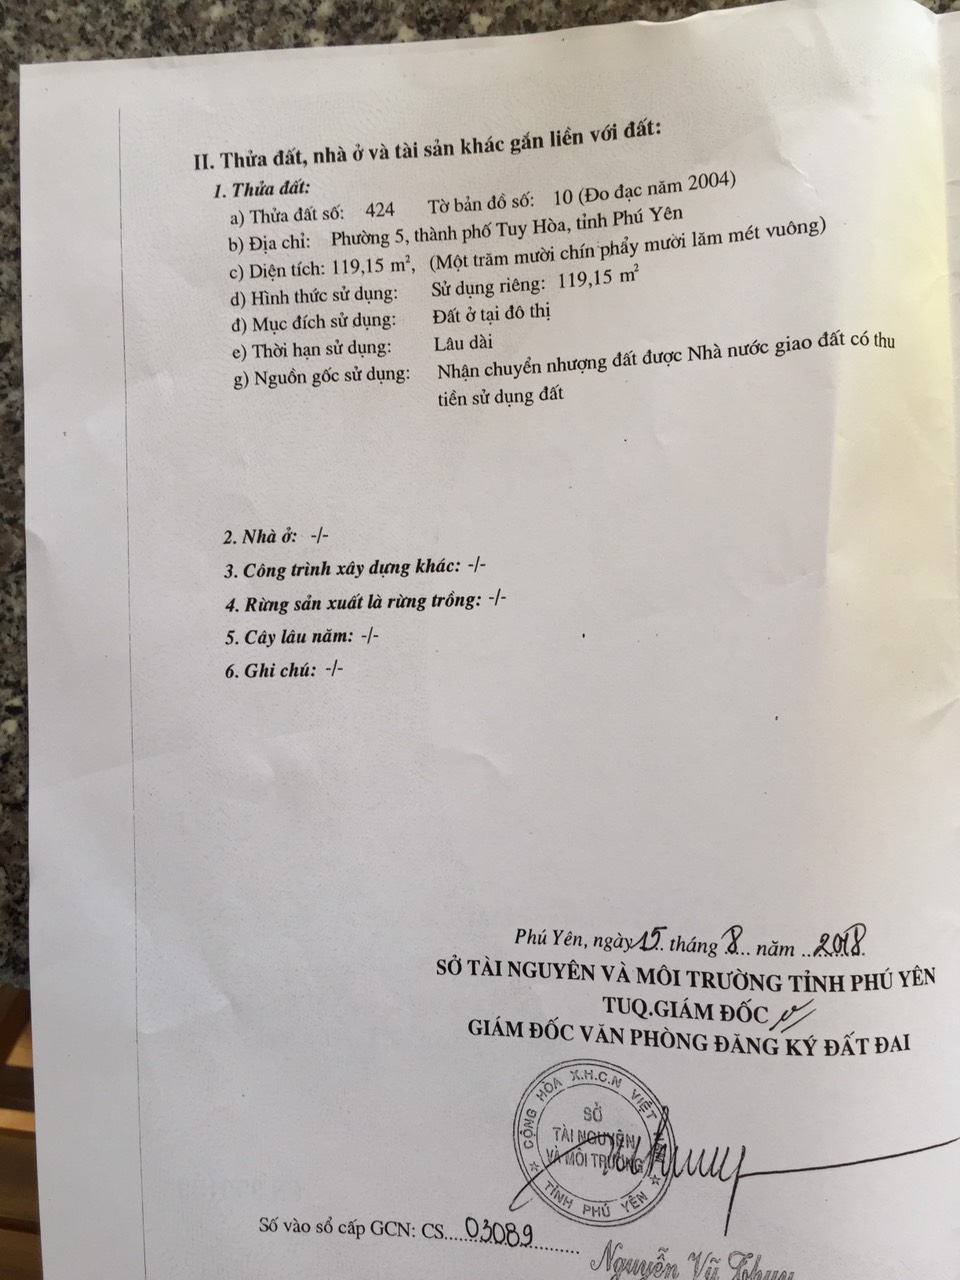 II. Thửa đất, nhà ở và tài sản khác gắn liền với đất:
1. Thửa đất:
a) Thửa đất số: 424 Tờ bản đồ số: 10 (Đo đạc năm 2004)
b) Địa chỉ: Phường 5, thành phố Tuy Hòa, tỉnh Phú Yên
c) Diện tích: 119,15 m², (Một trăm mười chín phẩy mười lăm mét vuông)
d) Hình thức sử dụng: Sử dụng riêng: 119,15 m²
đ) Mục đích sử dụng: Đất ở tại đô thị
e) Thời hạn sử dụng: Lâu dài
g) Nguồn gốc sử dụng: Nhận chuyển nhượng đất được Nhà nước giao đất có thu
tiền sử dụng đất
2. Nhà ở: -/-
3. Công trình xây dựng khác: -/-
4. Rừng sản xuất là rừng trồng: -/-
5. Cây lâu năm: -/-
6. Ghi chú: -/-
Phú Yên, ngày 15. tháng 8... năm ..2018.
SỞ TÀI NGUYÊN VÀ MÔI TRƯỜNG TỈNH PHÚ YÊN
TUQ.GIÁM ĐỐC
GIÁM ĐỐC VĂN PHÒNG ĐĂNG KÝ ĐẤT ĐAI
CỘNG HÒA X.H.C.N VIỆT NAM
SỞ
TÀI NGUYÊN
VÀ MÔI TRƯỜNG
TỈNH PHÚ YÊN
Số vào sổ cấp GCN: CS....03089..........
Nguyễn Vũ Thuy